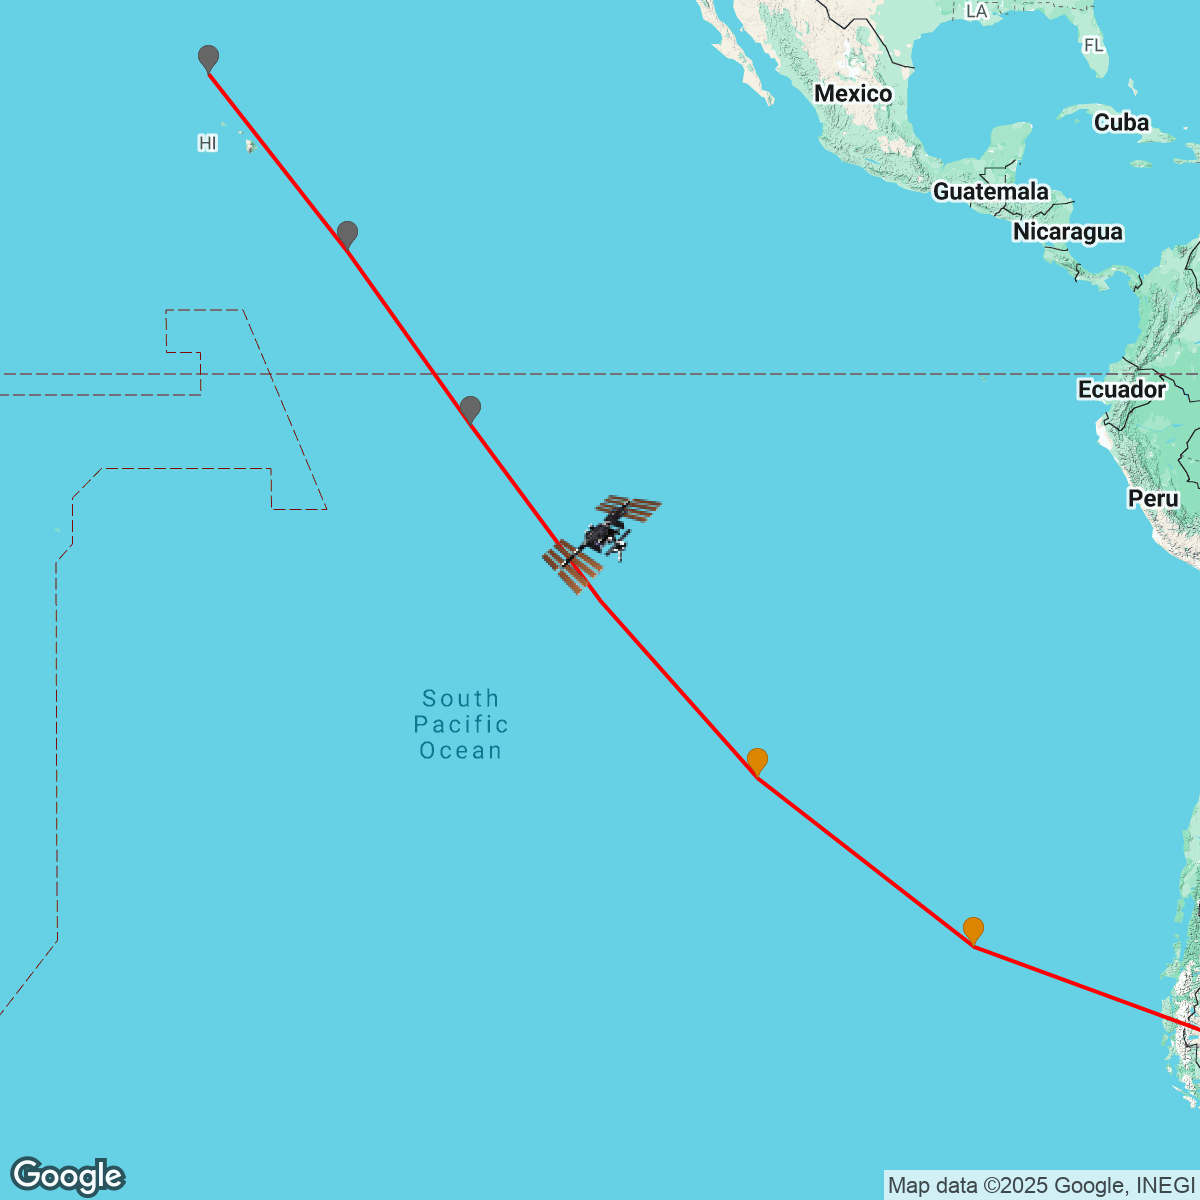 LA
FL
Mexico
Cuba
HI
Guatemala
Nicaragua
Ecuador
Peru
South
Pacific
Ocean
Google
Map data ©2025 Google, INEGI